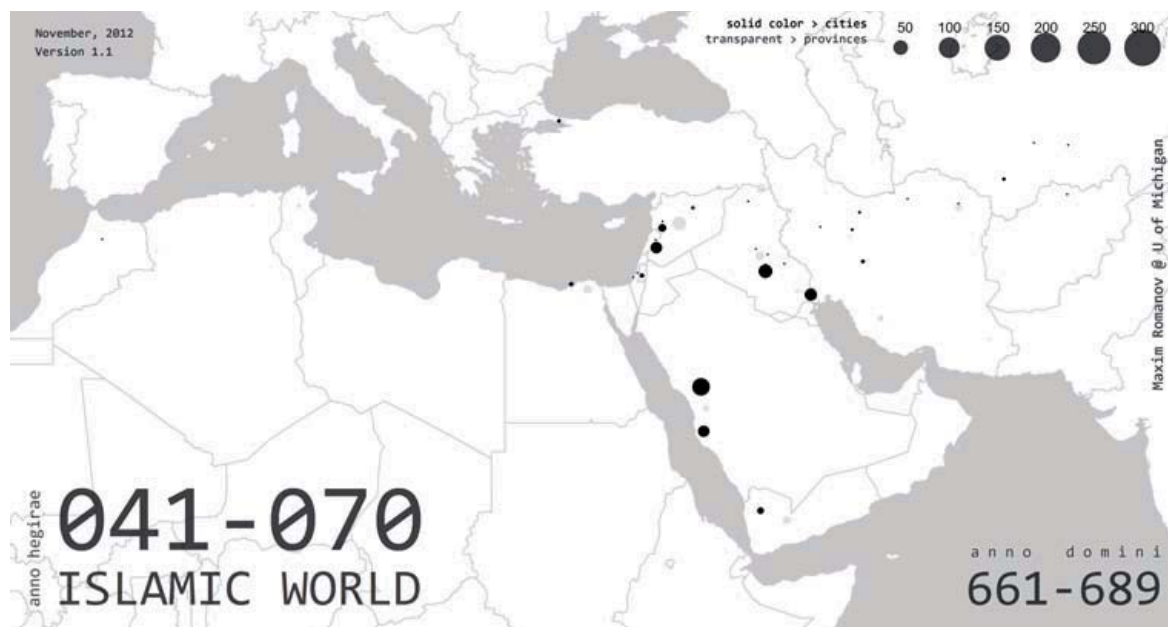 November, 2012
Version 1.1
solid color > cities
transparent > provinces
50 100 150 200 250 300
Maxim Romanov @ U of Michigan
anno hegirae
041-070
ISLAMIC WORLD
anno domini
661-689